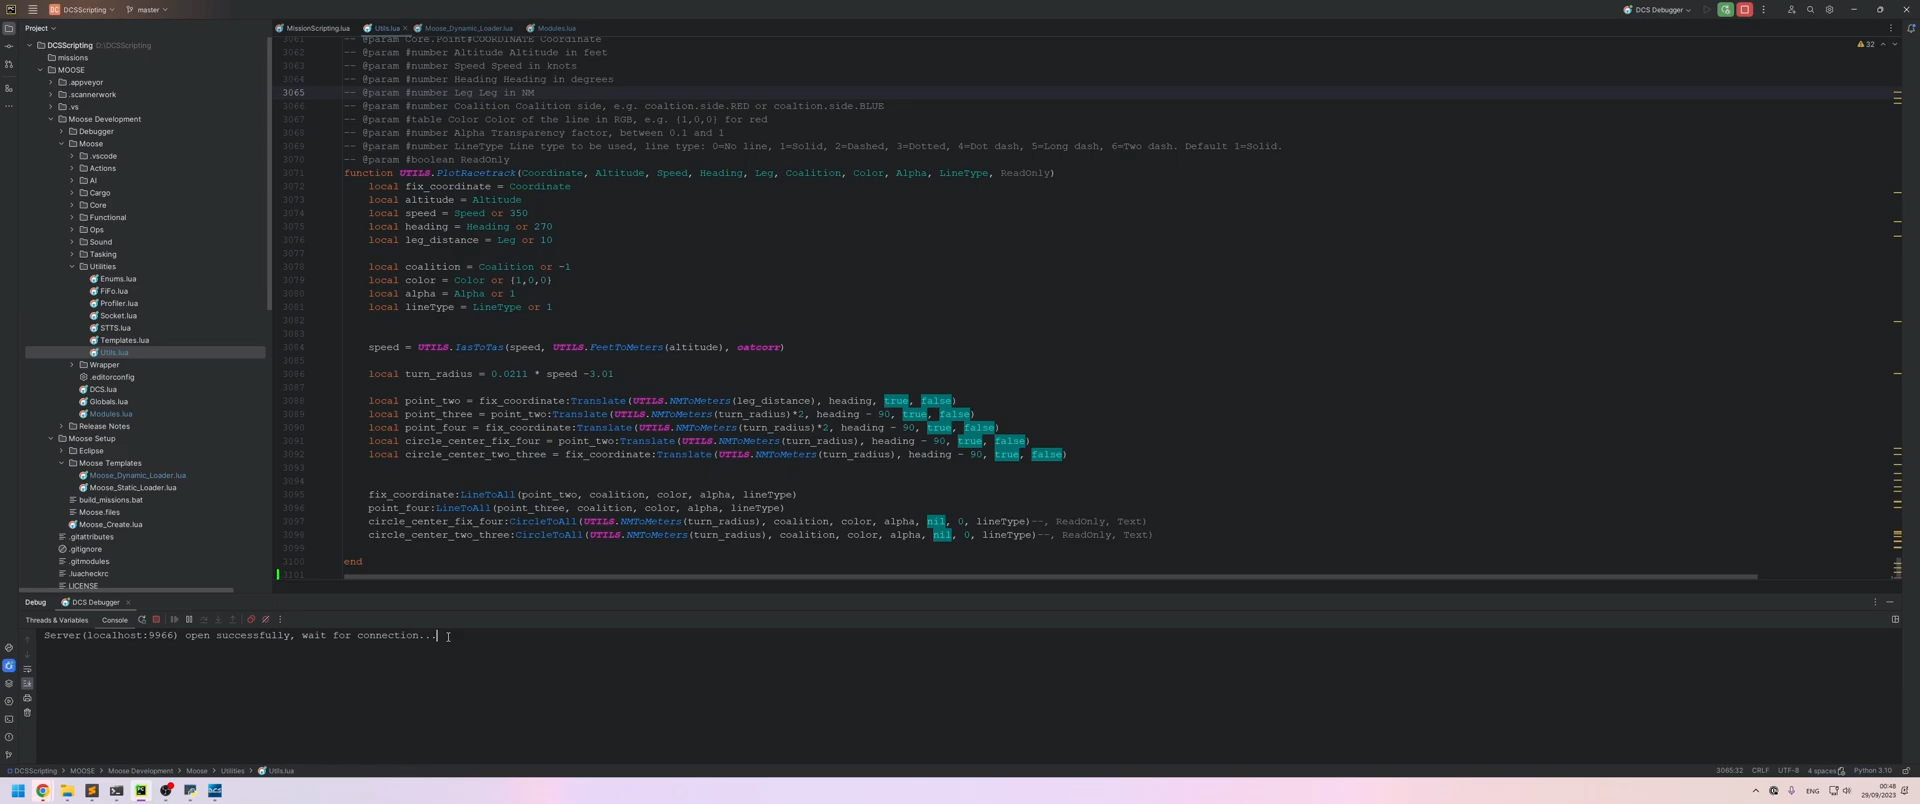 DCSScripting
master
DCS Debugger
Project
MissionScripting.lua
Utils.lua
Moose_Dynamic_Loader.lua
Modules.lua
DCSScripting D:\DCSScripting
missions
MOOSE
.appveyor
.scannerwork
.vs
Moose Development
Debugger
Moose
.vscode
Actions
AI
Cargo
Core
Functional
Ops
Sound
Tasking
Utilities
Enums.lua
FiFo.lua
Profiler.lua
Socket.lua
STTS.lua
Templates.lua
Utils.lua
Wrapper
.editorconfig
DCS.lua
Globals.lua
Modules.lua
Release Notes
Moose Setup
Eclipse
Moose Templates
Moose_Dynamic_Loader.lua
Moose_Static_Loader.lua
build_missions.bat
Moose.files
Moose_Create.lua
.gitattributes
.gitignore
.gitmodules
.luacheckrc
LICENSE
32
3061 -- @param Core.Point#COORDINATE Coordinate
3062 -- @param #number Altitude Altitude in feet
3063 -- @param #number Speed Speed in knots
3064 -- @param #number Heading Heading in degrees
3065 -- @param #number Leg Leg in NM
3066 -- @param #number Coalition Coalition side, e.g. coaltion.side.RED or coaltion.side.BLUE
3067 -- @param #table Color Color of the line in RGB, e.g. {1,0,0} for red
3068 -- @param #number Alpha Transparency factor, between 0.1 and 1
3069 -- @param #number LineType Line type to be used, line type: 0=No line, 1=Solid, 2=Dashed, 3=Dotted, 4=Dot dash, 5=Long dash, 6=Two dash. Default 1=Solid.
3070 -- @param #boolean ReadOnly
3071 function UTILS.PlotRacetrack(Coordinate, Altitude, Speed, Heading, Leg, Coalition, Color, Alpha, LineType, ReadOnly)
3072 local fix_coordinate = Coordinate
3073 local altitude = Altitude
3074 local speed = Speed or 350
3075 local heading = Heading or 270
3076 local leg_distance = Leg or 10
3077
3078 local coalition = Coalition or -1
3079 local color = Color or {1,0,0}
3080 local alpha = Alpha or 1
3081 local lineType = LineType or 1
3082
3083
3084 speed = UTILS.IasToTas(speed, UTILS.FeetToMeters(altitude), oatcorr)
3085
3086 local turn_radius = 0.0211 * speed -3.01
3087
3088 local point_two = fix_coordinate:Translate(UTILS.NMToMeters(leg_distance), heading, true, false)
3089 local point_three = point_two:Translate(UTILS.NMToMeters(turn_radius)*2, heading - 90, true, false)
3090 local point_four = fix_coordinate:Translate(UTILS.NMToMeters(turn_radius)*2, heading - 90, true, false)
3091 local circle_center_fix_four = point_two:Translate(UTILS.NMToMeters(turn_radius), heading - 90, true, false)
3092 local circle_center_two_three = fix_coordinate:Translate(UTILS.NMToMeters(turn_radius), heading - 90, true, false)
3093
3095 fix_coordinate:LineToAll(point_two, coalition, color, alpha, lineType)
3096 point_four:LineToAll(point_three, coalition, color, alpha, lineType)
3097 circle_center_fix_four:CircleToAll(UTILS.NMToMeters(turn_radius), coalition, color, alpha, nil, 0, lineType)--, ReadOnly, Text)
3098 circle_center_two_three:CircleToAll(UTILS.NMToMeters(turn_radius), coalition, color, alpha, nil, 0, lineType)--, ReadOnly, Text)
3099
3100 end
3101
Debug
DCS Debugger
Threads & Variables
Console
Server(localhost:9966) open successfully, wait for connection...
DCSScripting > MOOSE > Moose Development > Moose > Utilities > Utils.lua
3065:32
CRLF
UTF-8
4 spaces
Python 3.10
ENG
00:48
29/09/2023